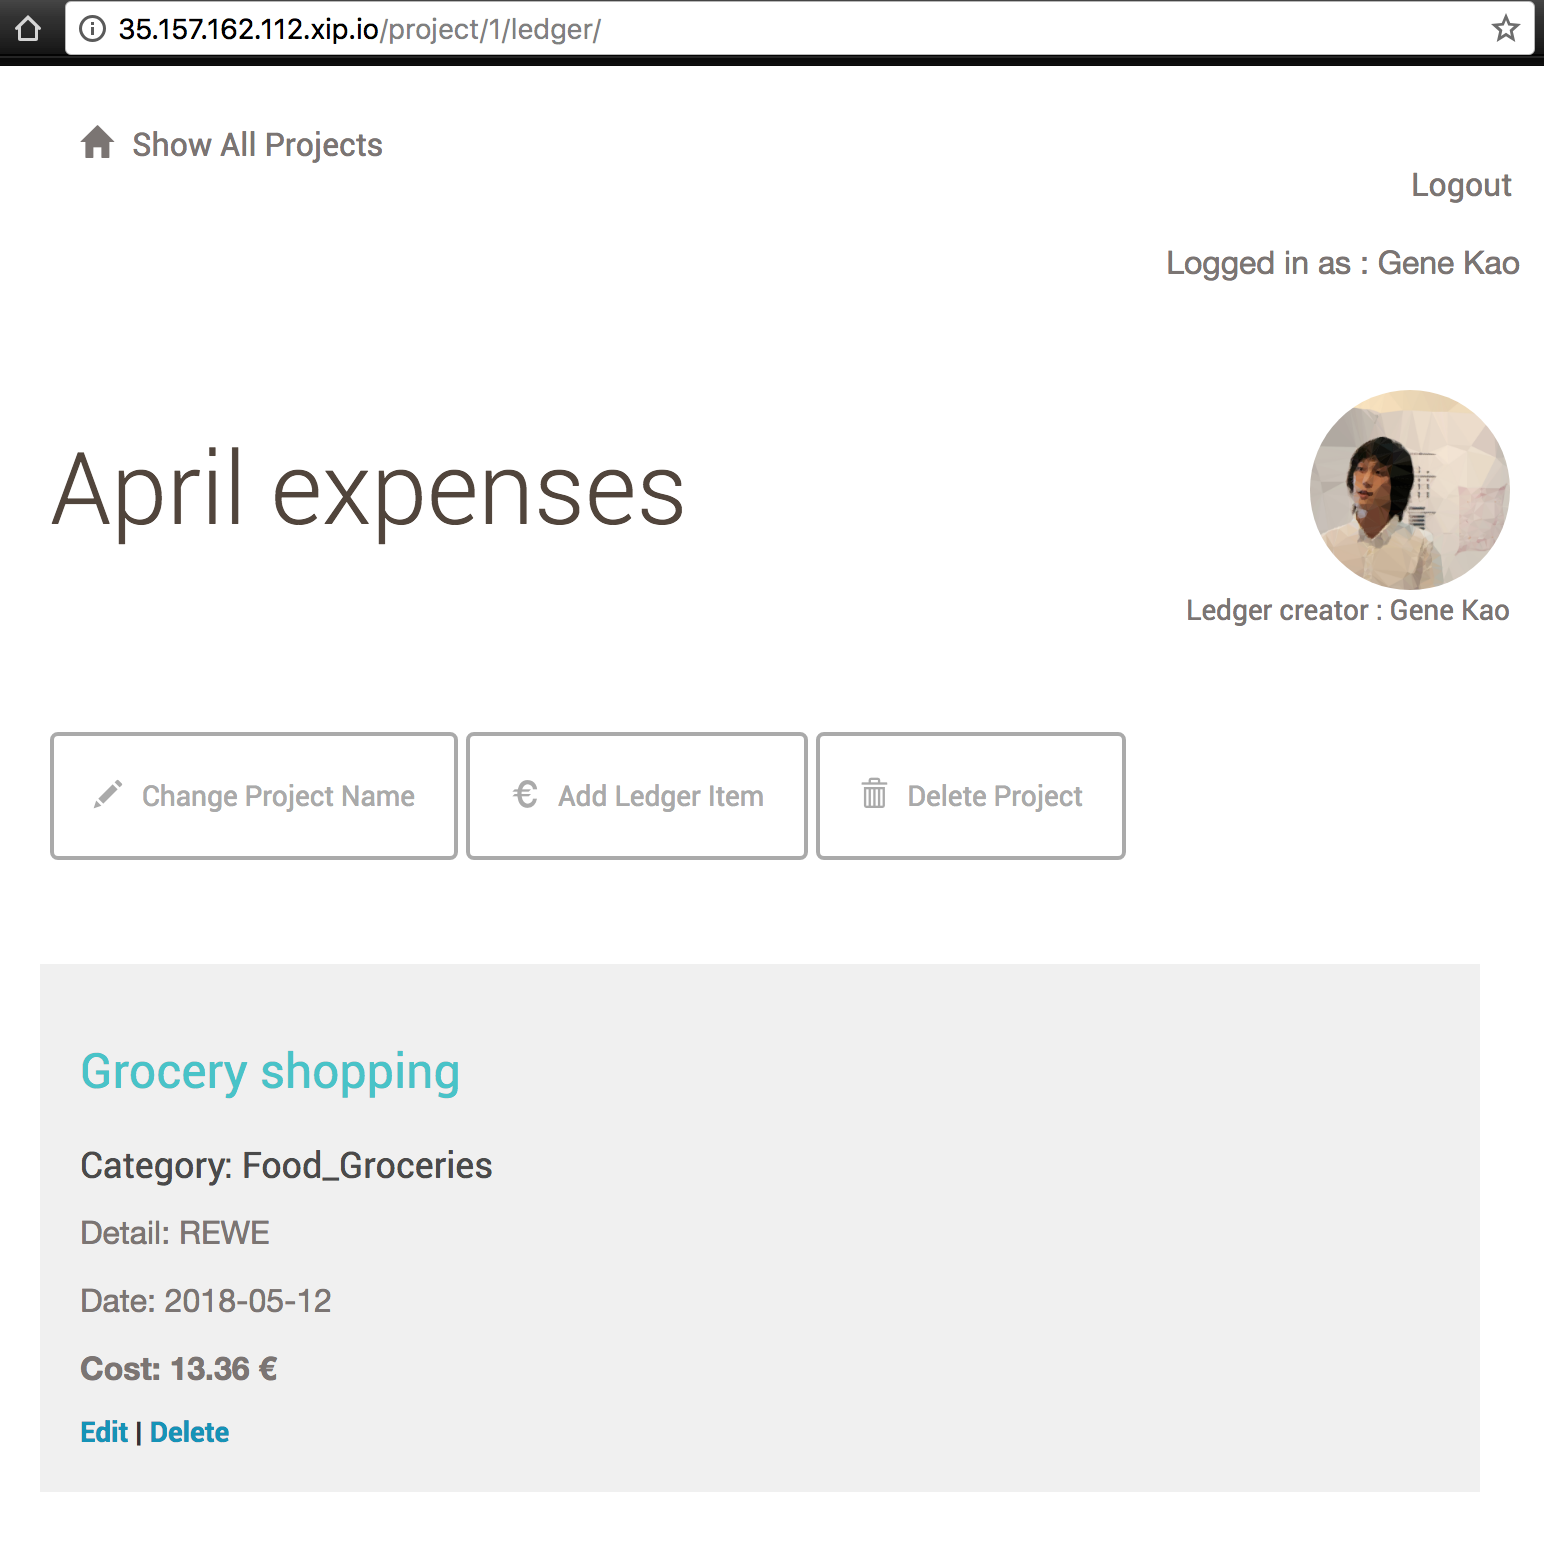 35.157.162.112.xip.io/project/1/ledger/
Show All Projects
Logout
Logged in as : Gene Kao
April expenses
Ledger creator : Gene Kao
Change Project Name
€ Add Ledger Item
Delete Project
Grocery shopping
Category: Food_Groceries
Detail: REWE
Date: 2018-05-12
Cost: 13.36 €
Edit | Delete